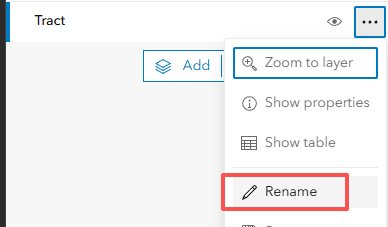 Tract
Add
Zoom to layer
Show properties
Show table
Rename